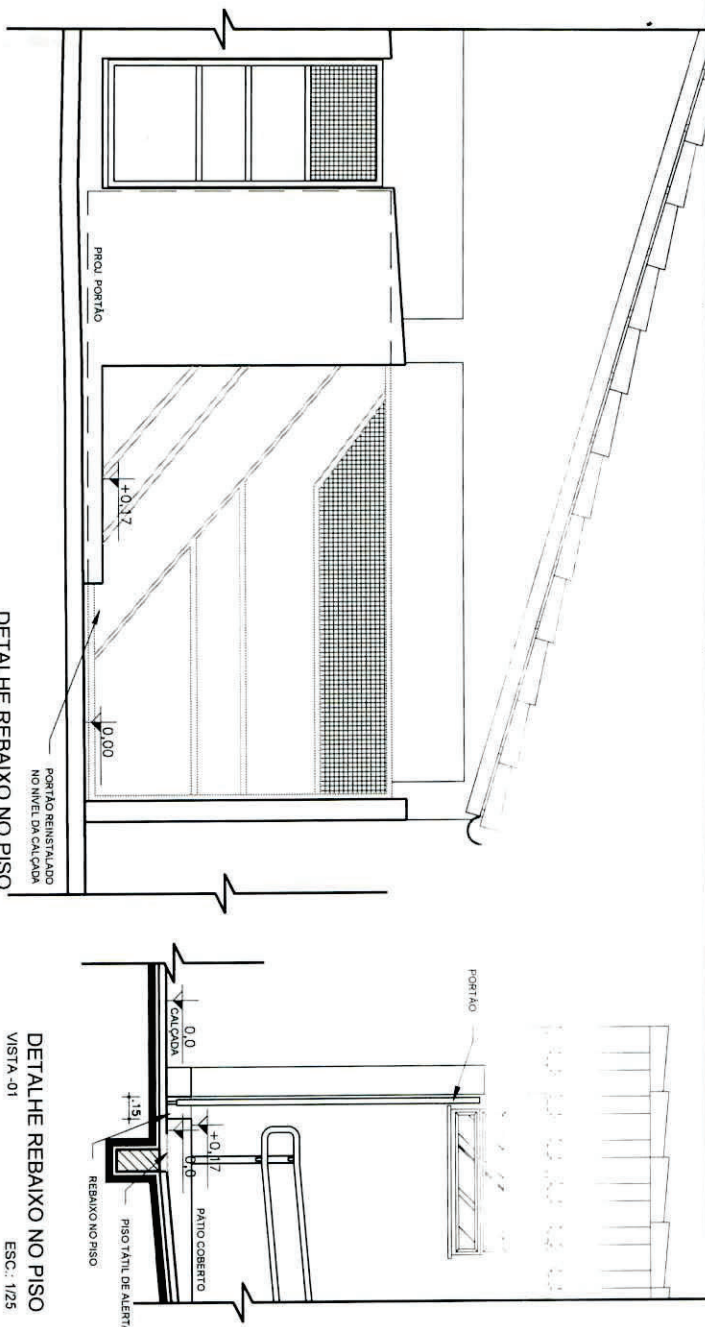 PROJ. PORTÃO
+0,17
0,00
PORTÃO REINSTALADO
NO NÍVEL DA CALÇADA
DETALHE REBAIXO NO PISO
PORTÃO
0,0
CALÇADA
.15
+0,17
0,0
PÁTIO COBERTO
PISO TÁTIL DE ALERTA
REBAIXO NO PISO
DETALHE REBAIXO NO PISO
VISTA -01
ESC.: 1/25